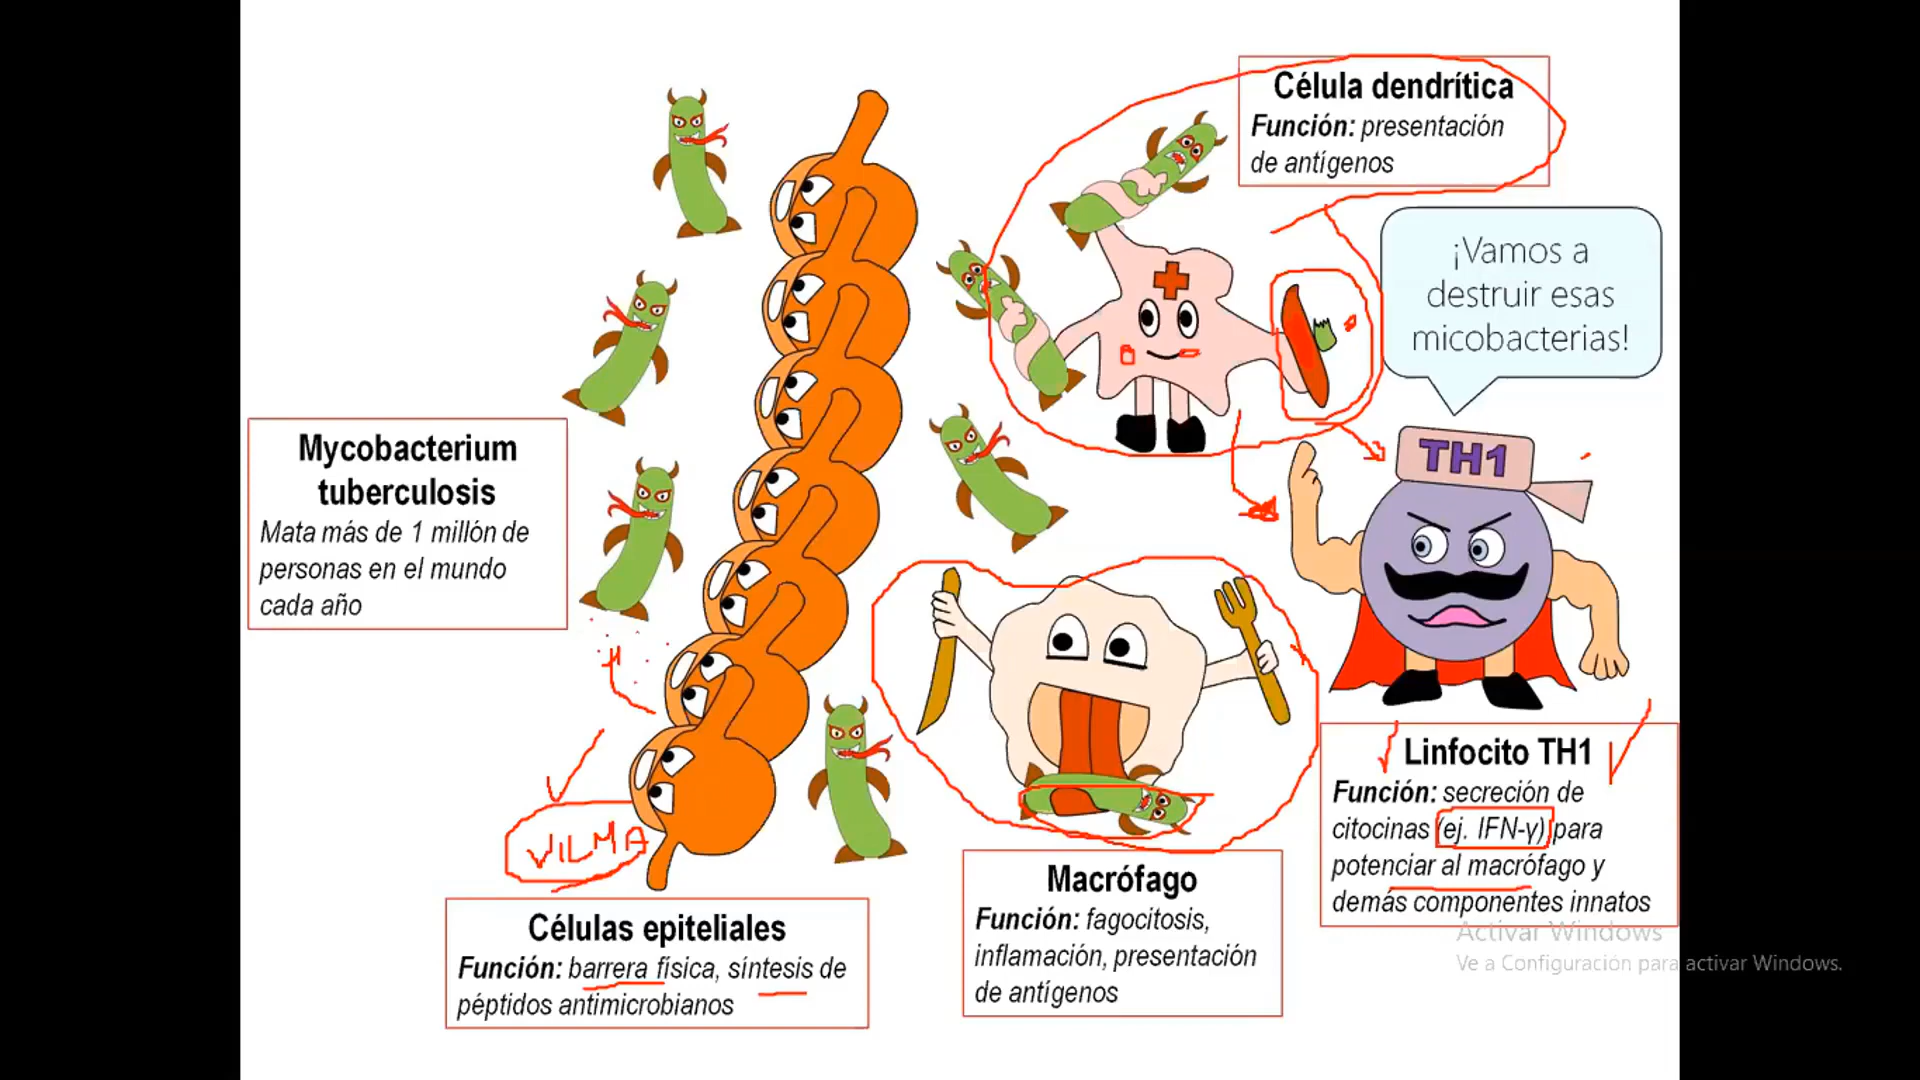 Célula dendrítica
Función: presentación
de antígenos
¡Vamos a
destruir esas
micobacterias!
TH1
Mycobacterium
tuberculosis
Mata más de 1 millón de
personas en el mundo
cada año
Linfocito TH1
Función: secreción de
citocinas (ej. IFN-γ) para
potenciar al macrófago y
demás componentes innatos
VILMA
Macrófago
Función: fagocitosis,
inflamación, presentación
de antígenos
Células epiteliales
Función: barrera física, síntesis de
péptidos antimicrobianos
Activar Windows
Ve a Configuración para activar Windows.